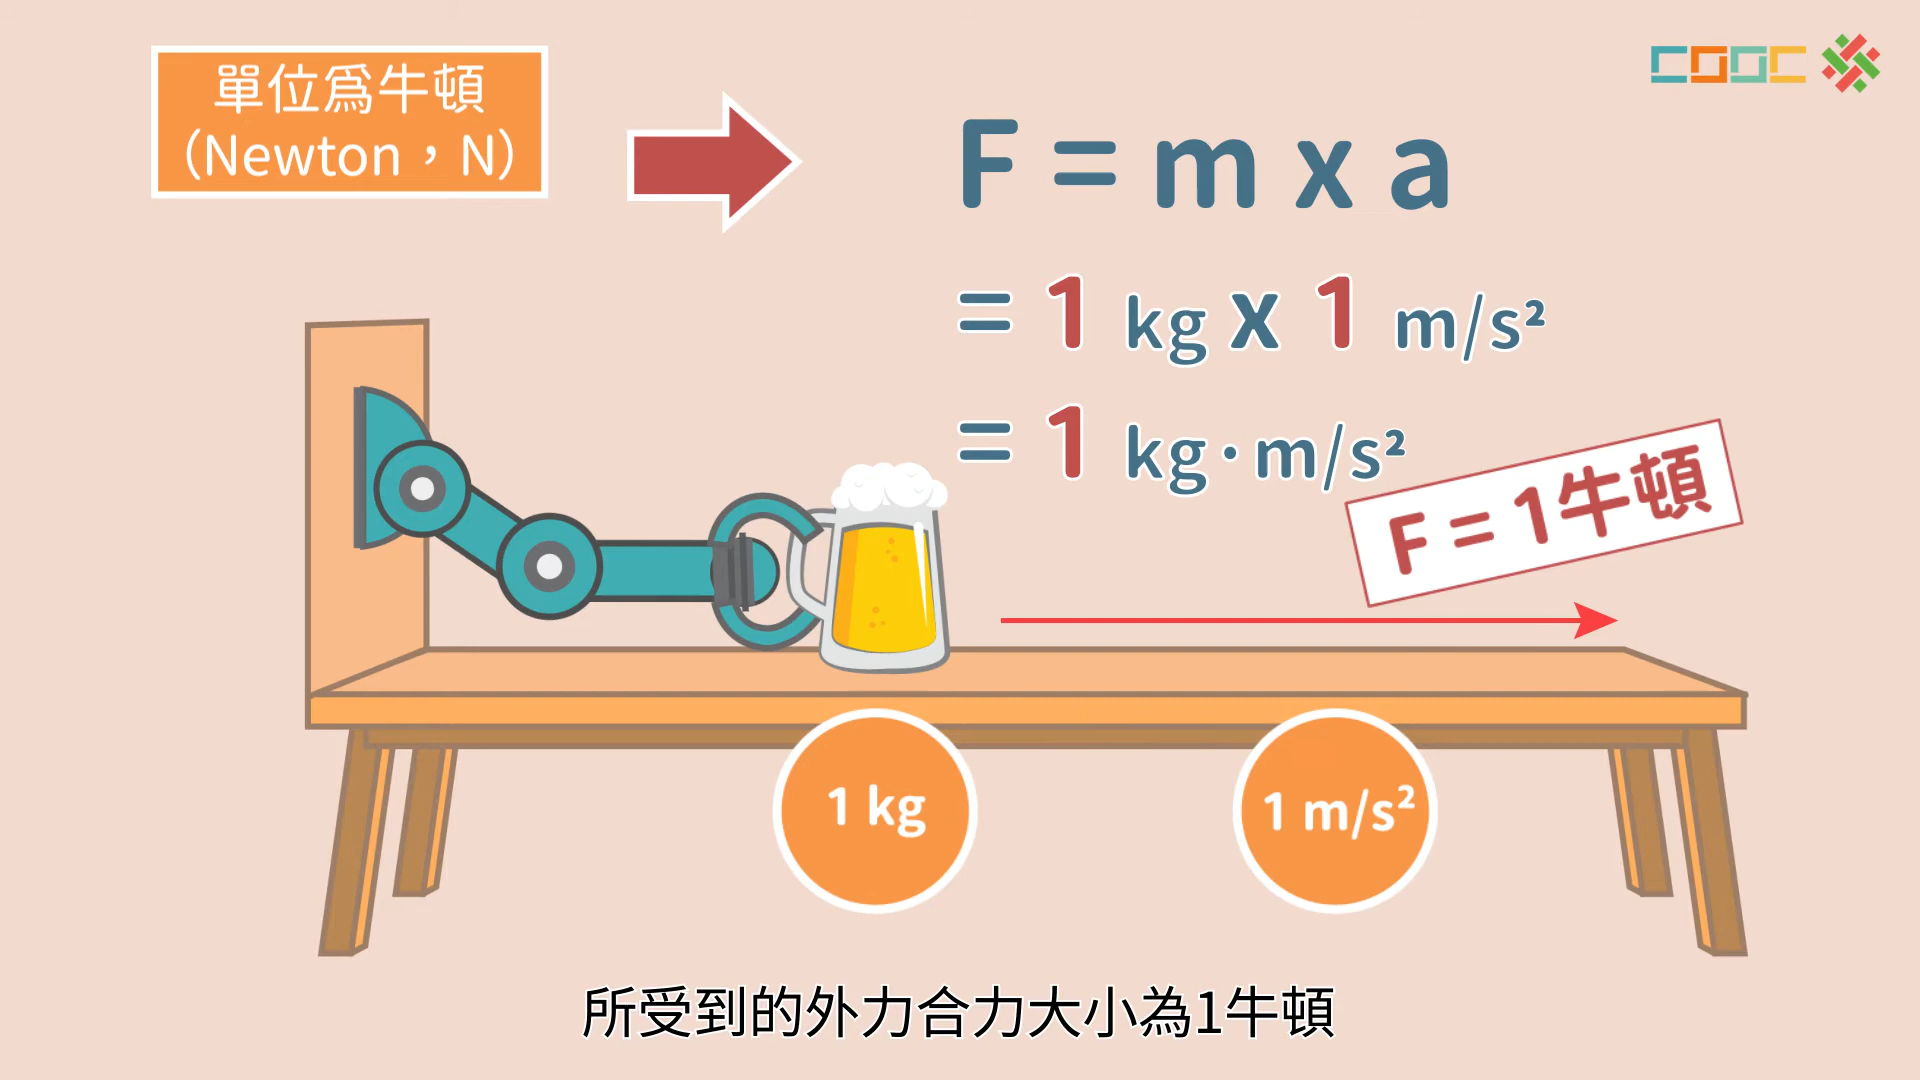 單位爲牛頓
(Newton,N)
F = m x a
= 1 kg x 1 m/s²
= 1 kg·m/s²
F = 1牛頓
1 kg
1 m/s²
所受到的外力合力大小為1牛頓
COOC